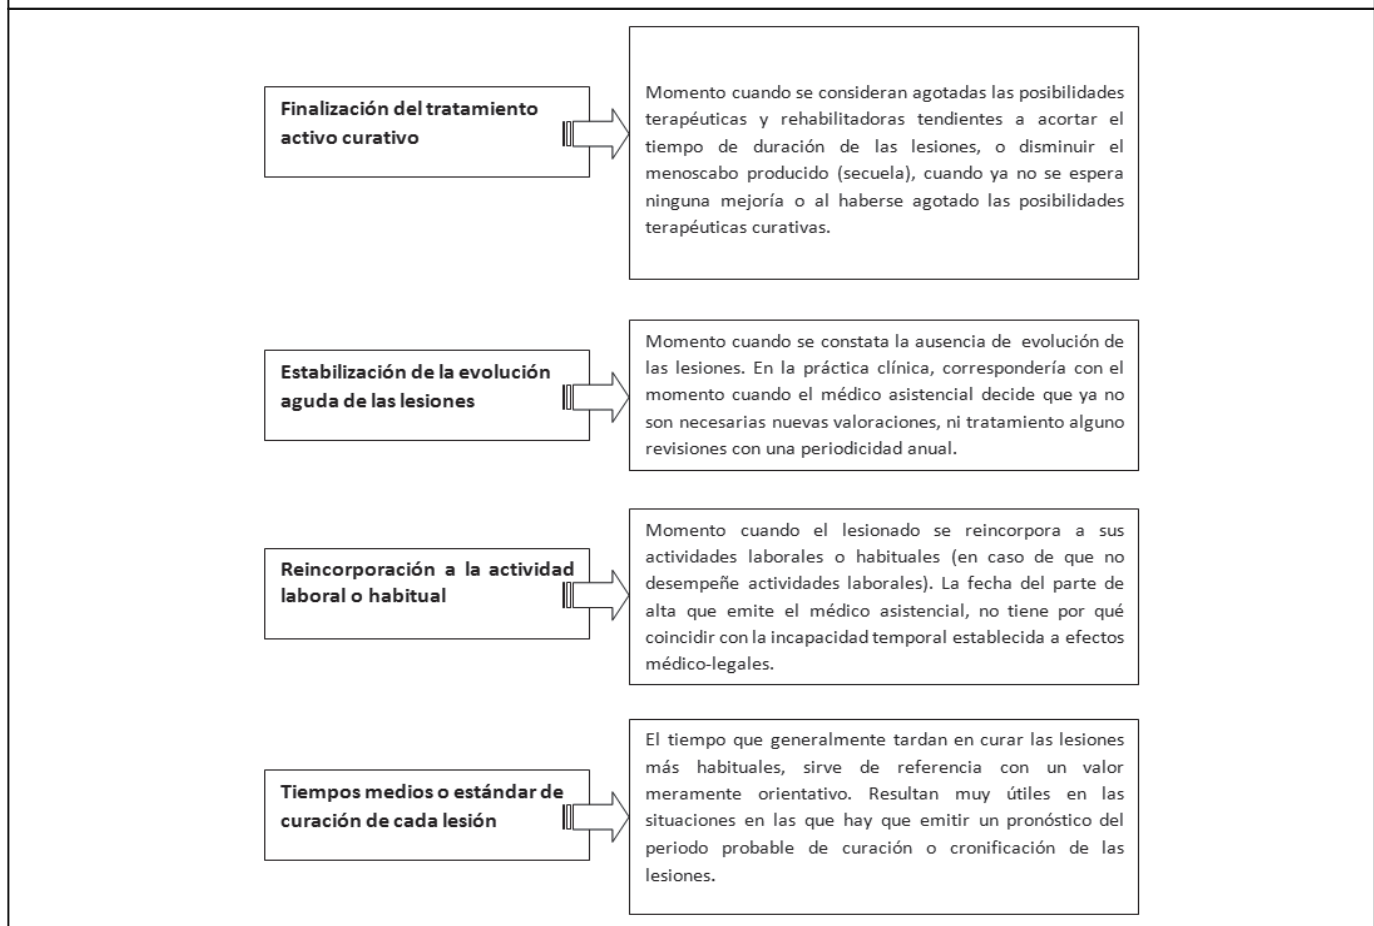 Finalización del tratamiento
activo curativo
Momento cuando se consideran agotadas las posibilidades
terapéuticas y rehabilitadoras tendientes a acortar el
tiempo de duración de las lesiones, o disminuir el
menoscabo producido (secuela), cuando ya no se espera
ninguna mejoría o al haberse agotado las posibilidades
terapéuticas curativas.
Estabilización de la evolución
aguda de las lesiones
Momento cuando se constata la ausencia de evolución de
las lesiones. En la práctica clínica, correspondería con el
momento cuando el médico asistencial decide que ya no
son necesarias nuevas valoraciones, ni tratamiento alguno
revisiones con una periodicidad anual.
Reincorporación a la actividad
laboral o habitual
Momento cuando el lesionado se reincorpora a sus
actividades laborales o habituales (en caso de que no
desempeñe actividades laborales). La fecha del parte de
alta que emite el médico asistencial, no tiene por qué
coincidir con la incapacidad temporal establecida a efectos
médico-legales.
Tiempos medios o estándar de
curación de cada lesión
El tiempo que generalmente tardan en curar las lesiones
más habituales, sirve de referencia con un valor
meramente orientativo. Resultan muy útiles en las
situaciones en las que hay que emitir un pronóstico del
periodo probable de curación o cronificación de las
lesiones.